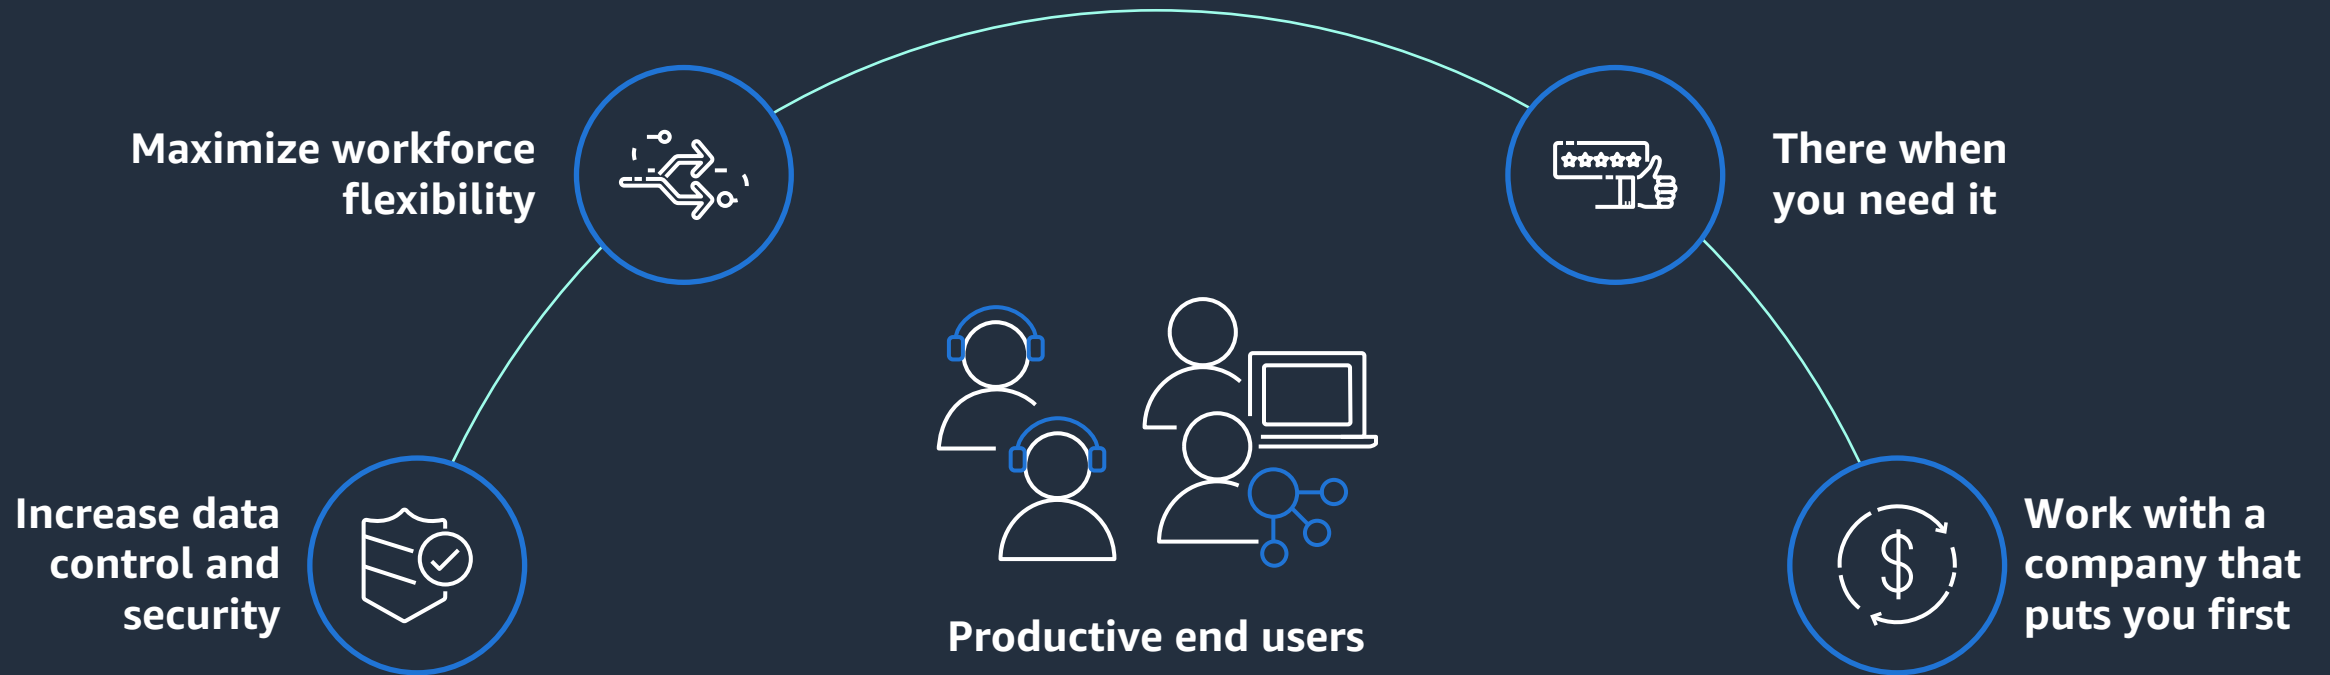 Maximize workforce
flexibility
There when
you need it
Increase data
control and
security
Work with a
company that
puts you first
Productive end users